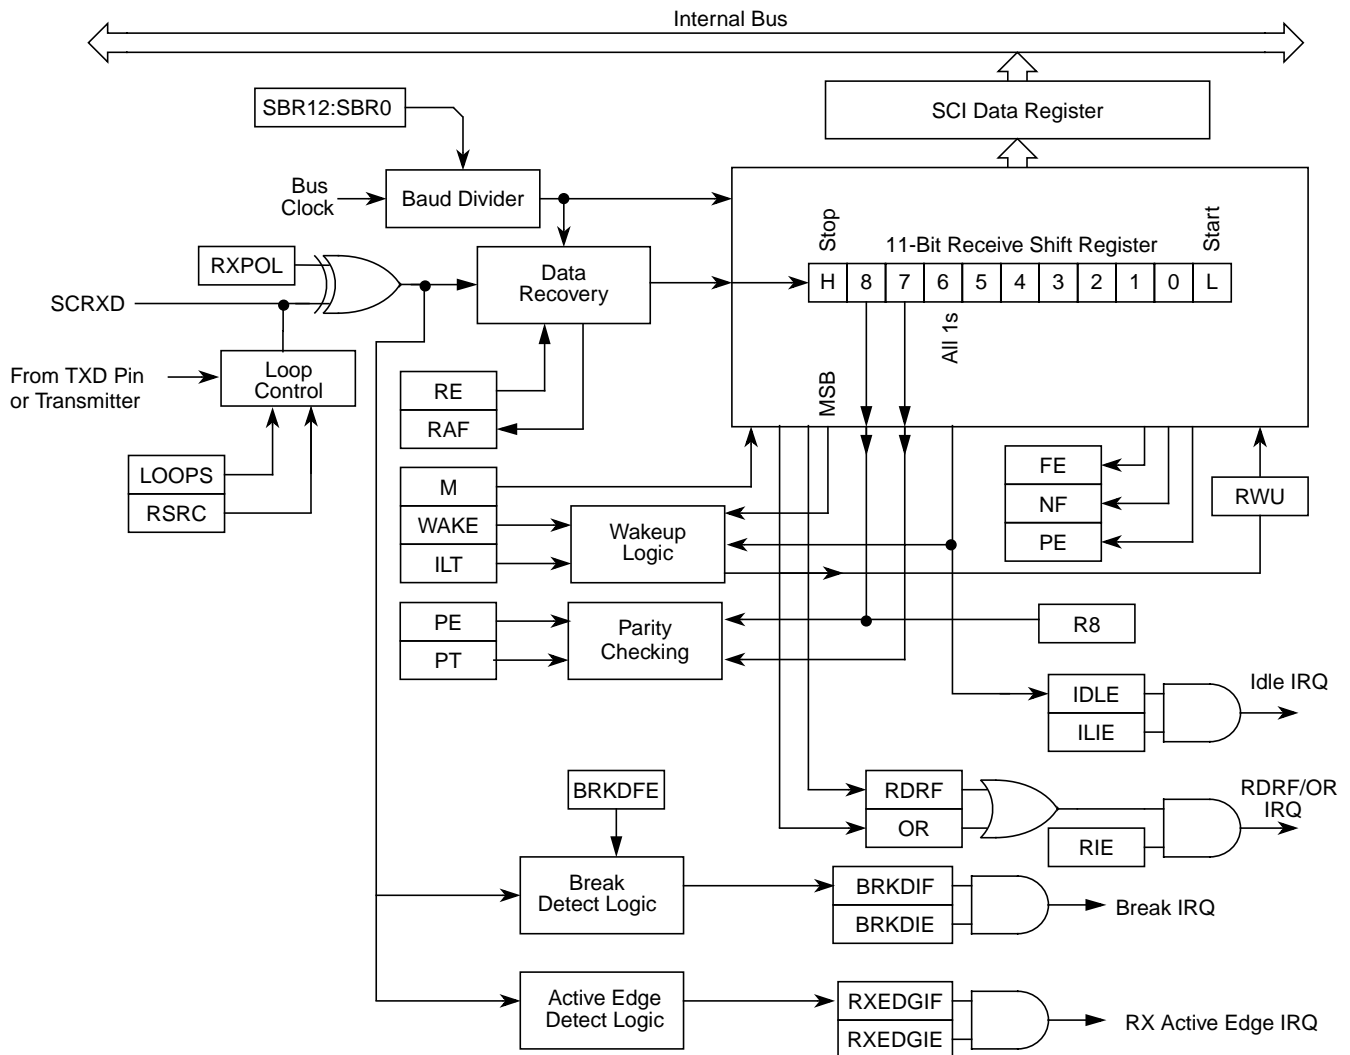 Internal Bus
SBR12:SBR0
SCI Data Register
Bus
Clock
Baud Divider
Stop
11-Bit Receive Shift Register
Start
RXPOL
Data
Recovery
H 8 7 6 5 4 3 2 1 0 L
SCRXD
All 1s
From TXD Pin
or Transmitter
Loop
Control
RE
RAF
MSB
LOOPS
RSRC
M
WAKE
ILT
Wakeup
Logic
FE
NF
PE
RWU
PE
PT
Parity
Checking
R8
IDLE
ILIE
Idle IRQ
BRKDFE
RDRF
OR
RIE
RDRF/OR
IRQ
Break
Detect Logic
BRKDIF
BRKDIE
Break IRQ
Active Edge
Detect Logic
RXEDGIF
RXEDGIE
RX Active Edge IRQ